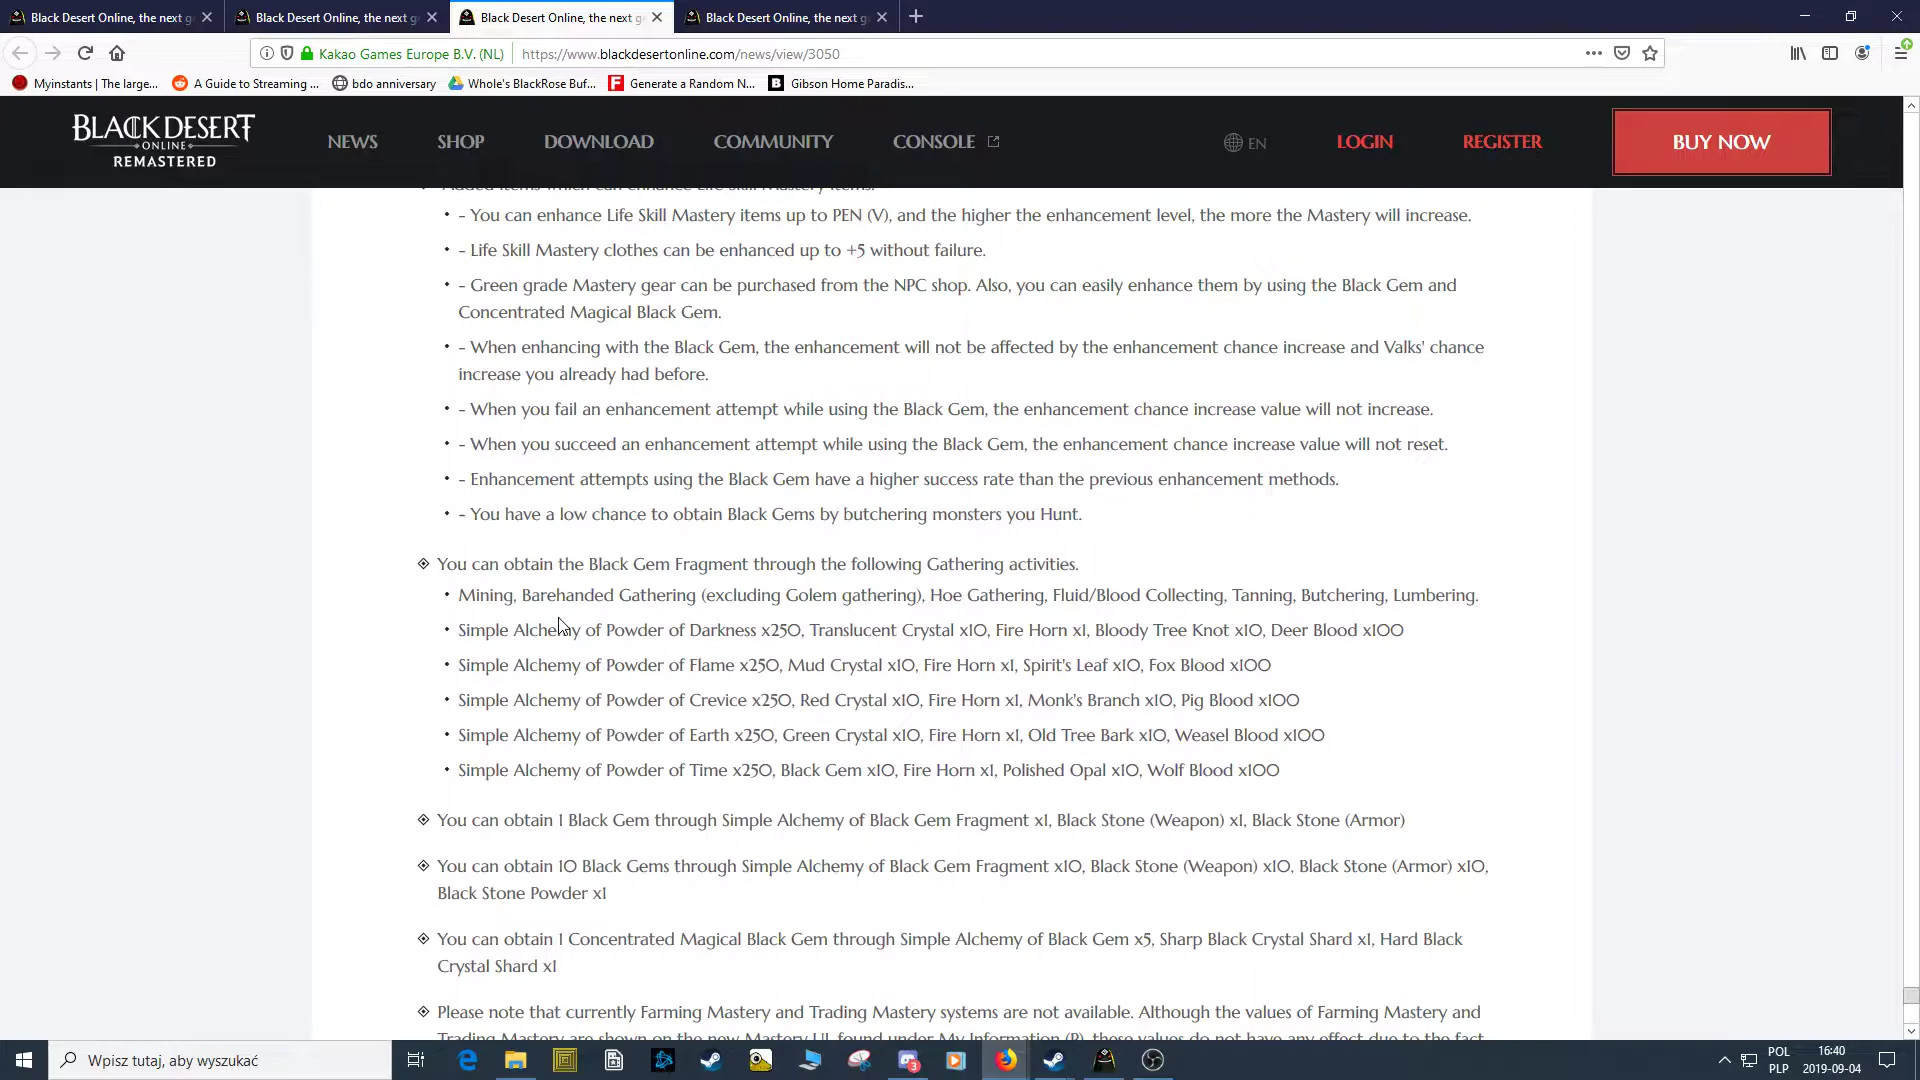 Black Desert Online, the next g
Black Desert Online, the next g
Black Desert Online, the next g
Black Desert Online, the next g
Kakao Games Europe B.V. (NL)
https://www.blackdesertonline.com/news/view/3050
Myinstants | The large...
A Guide to Streaming ...
bdo anniversary
Whole's BlackRose Buf...
Generate a Random N...
Gibson Home Paradis...
BLACK DESERT
ONLINE
REMASTERED
NEWS
SHOP
DOWNLOAD
COMMUNITY
CONSOLE
EN
LOGIN
REGISTER
BUY NOW
Added items which can enhance Life Skill Mastery items.
• - You can enhance Life Skill Mastery items up to PEN (V), and the higher the enhancement level, the more the Mastery will increase.
• - Life Skill Mastery clothes can be enhanced up to +5 without failure.
• - Green grade Mastery gear can be purchased from the NPC shop. Also, you can easily enhance them by using the Black Gem and
Concentrated Magical Black Gem.
• - When enhancing with the Black Gem, the enhancement will not be affected by the enhancement chance increase and Valks' chance
increase you already had before.
• - When you fail an enhancement attempt while using the Black Gem, the enhancement chance increase value will not increase.
• - When you succeed an enhancement attempt while using the Black Gem, the enhancement chance increase value will not reset.
• - Enhancement attempts using the Black Gem have a higher success rate than the previous enhancement methods.
• - You have a low chance to obtain Black Gems by butchering monsters you Hunt.
You can obtain the Black Gem Fragment through the following Gathering activities.
• Mining, Barehanded Gathering (excluding Golem gathering), Hoe Gathering, Fluid/Blood Collecting, Tanning, Butchering, Lumbering.
• Simple Alchemy of Powder of Darkness x250, Translucent Crystal x10, Fire Horn x1, Bloody Tree Knot x10, Deer Blood x100
• Simple Alchemy of Powder of Flame x250, Mud Crystal x10, Fire Horn x1, Spirit's Leaf x10, Fox Blood x100
• Simple Alchemy of Powder of Crevice x250, Red Crystal x10, Fire Horn x1, Monk's Branch x10, Pig Blood x100
• Simple Alchemy of Powder of Earth x250, Green Crystal x10, Fire Horn x1, Old Tree Bark x10, Weasel Blood x100
• Simple Alchemy of Powder of Time x250, Black Gem x10, Fire Horn x1, Polished Opal x10, Wolf Blood x100
You can obtain 1 Black Gem through Simple Alchemy of Black Gem Fragment x1, Black Stone (Weapon) x1, Black Stone (Armor)
You can obtain 10 Black Gems through Simple Alchemy of Black Gem Fragment x10, Black Stone (Weapon) x10, Black Stone (Armor) x10,
Black Stone Powder x1
You can obtain 1 Concentrated Magical Black Gem through Simple Alchemy of Black Gem x5, Sharp Black Crystal Shard x1, Hard Black
Crystal Shard x1
Please note that currently Farming Mastery and Trading Mastery systems are not available. Although the values of Farming Mastery and
Trading Mastery are shown on the new Mastery UI, found under My Information (P), these values do not have any effect due to the fact
Wpisz tutaj, aby wyszukać
3
POL
PLP
16:40
2019-09-04